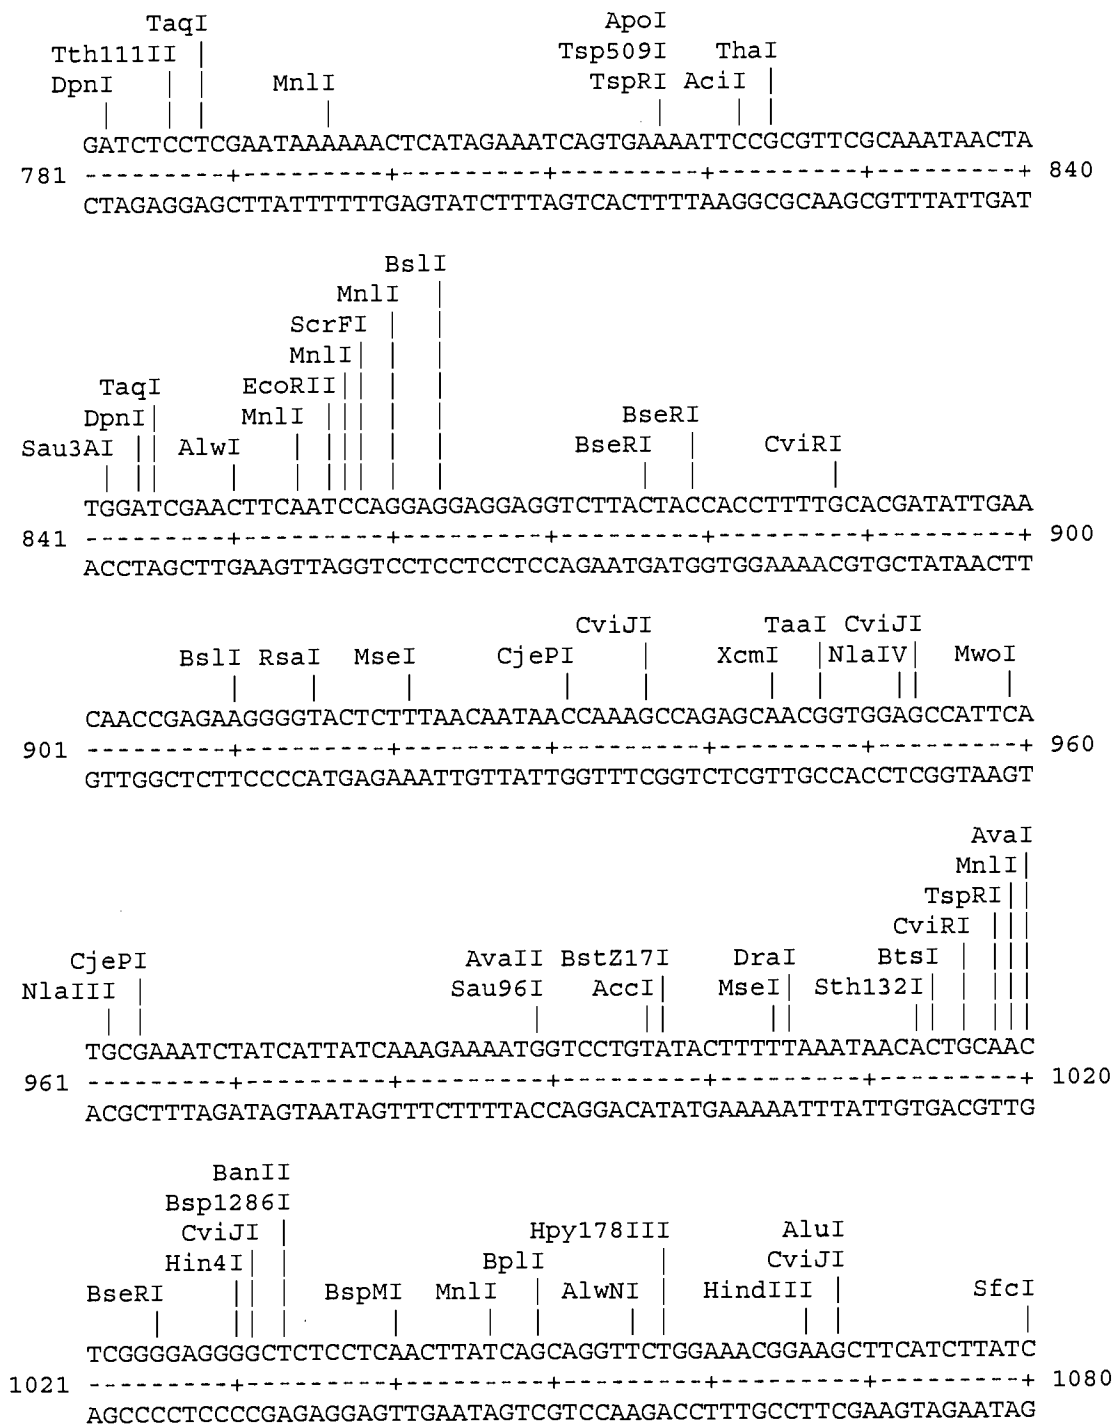 TaqI ApoI
Tth111II | Tsp509I ThaI
DpnI | | MnlI TspRI AciI |
| | | | | | |
GATCTCCTCGAATAAAAAACTCATAGAAATCAGTGAAAATTCCGCGTTCGCAAATAACTA
781 ---------+---------+---------+---------+---------+---------+ 840
CTAGAGGAGCTTATTTTTTGAGTATCTTTAGTCACTTTTAAGGCGCAAGCGTTTATTGAT
BslI
MnlI |
ScrFI | |
MnlI| | |
TaqI EcoRII|| | |
DpnI| MnlI ||| | | BseRI
Sau3AI || AlwI | ||| | | BseRI | CviRI
| || | | ||| | | | | |
TGGATCGAACTTCAATCCAGGAGGAGGAGGTCTTACTACCACCTTTTGCACGATATTGAA
841 ---------+---------+---------+---------+---------+---------+ 900
ACCTAGCTTGAAGTTAGGTCCTCCTCCTCCAGAATGATGGTGGAAAACGTGCTATAACTT
CviJI TaaI CviJI
BslI RsaI MseI CjePI | XcmI |NlaIV| MwoI
| | | | | | | || |
CAACCGAGAAGGGGTACTCTTTAACAATAACCAAAGCCAGAGCAACGGTGGAGCCATTCA
901 ---------+---------+---------+---------+---------+---------+ 960
GTTGGCTCTTCCCCATGAGAAATTGTTATTGGTTTCGGTCTCGTTGCCACCTCGGTAAGT
AvaI
MnlI|
TspRI||
CviRI |||
CjePI AvaII BstZ17I DraI BtsI | |||
NlaIII | Sau96I AccI| MseI| Sth132I| | |||
| | | || || || | |||
TGCGAAATCTATCATTATCAAAGAAAATGGTCCTGTATACTTTTTAAATAACACTGCAAC
961 ---------+---------+---------+---------+---------+---------+ 1020
ACGCTTTAGATAGTAATAGTTTCTTTTACCAGGACATATGAAAAATTTATTGTGACGTTG
BanII
Bsp1286I
CviJI | Hpy178III AluI
Hin4I| | BplI | CviJI
BseRI || | BspMI MnlI | AlwNI | HindIII | SfcI
| || | | | | | | | | |
TCGGGGAGGGGCTCTCCTCAACTTATCAGCAGGTTCTGGAAACGGAAGCTTCATCTTATC
1021 ---------+---------+---------+---------+---------+---------+ 1080
AGCCCCTCCCCGAGAGGAGTTGAATAGTCGTCCAAGACCTTTGCCTTCGAAGTAGAATAG